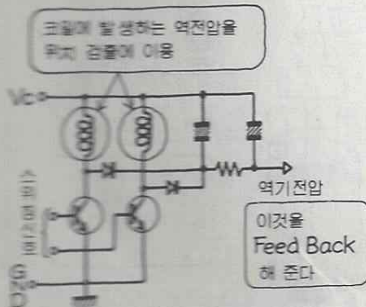 코일에 발생하는 역전압을
위치 검출에 이용
Vc
역기전압
이것을
Feed Back
해 준다
GND